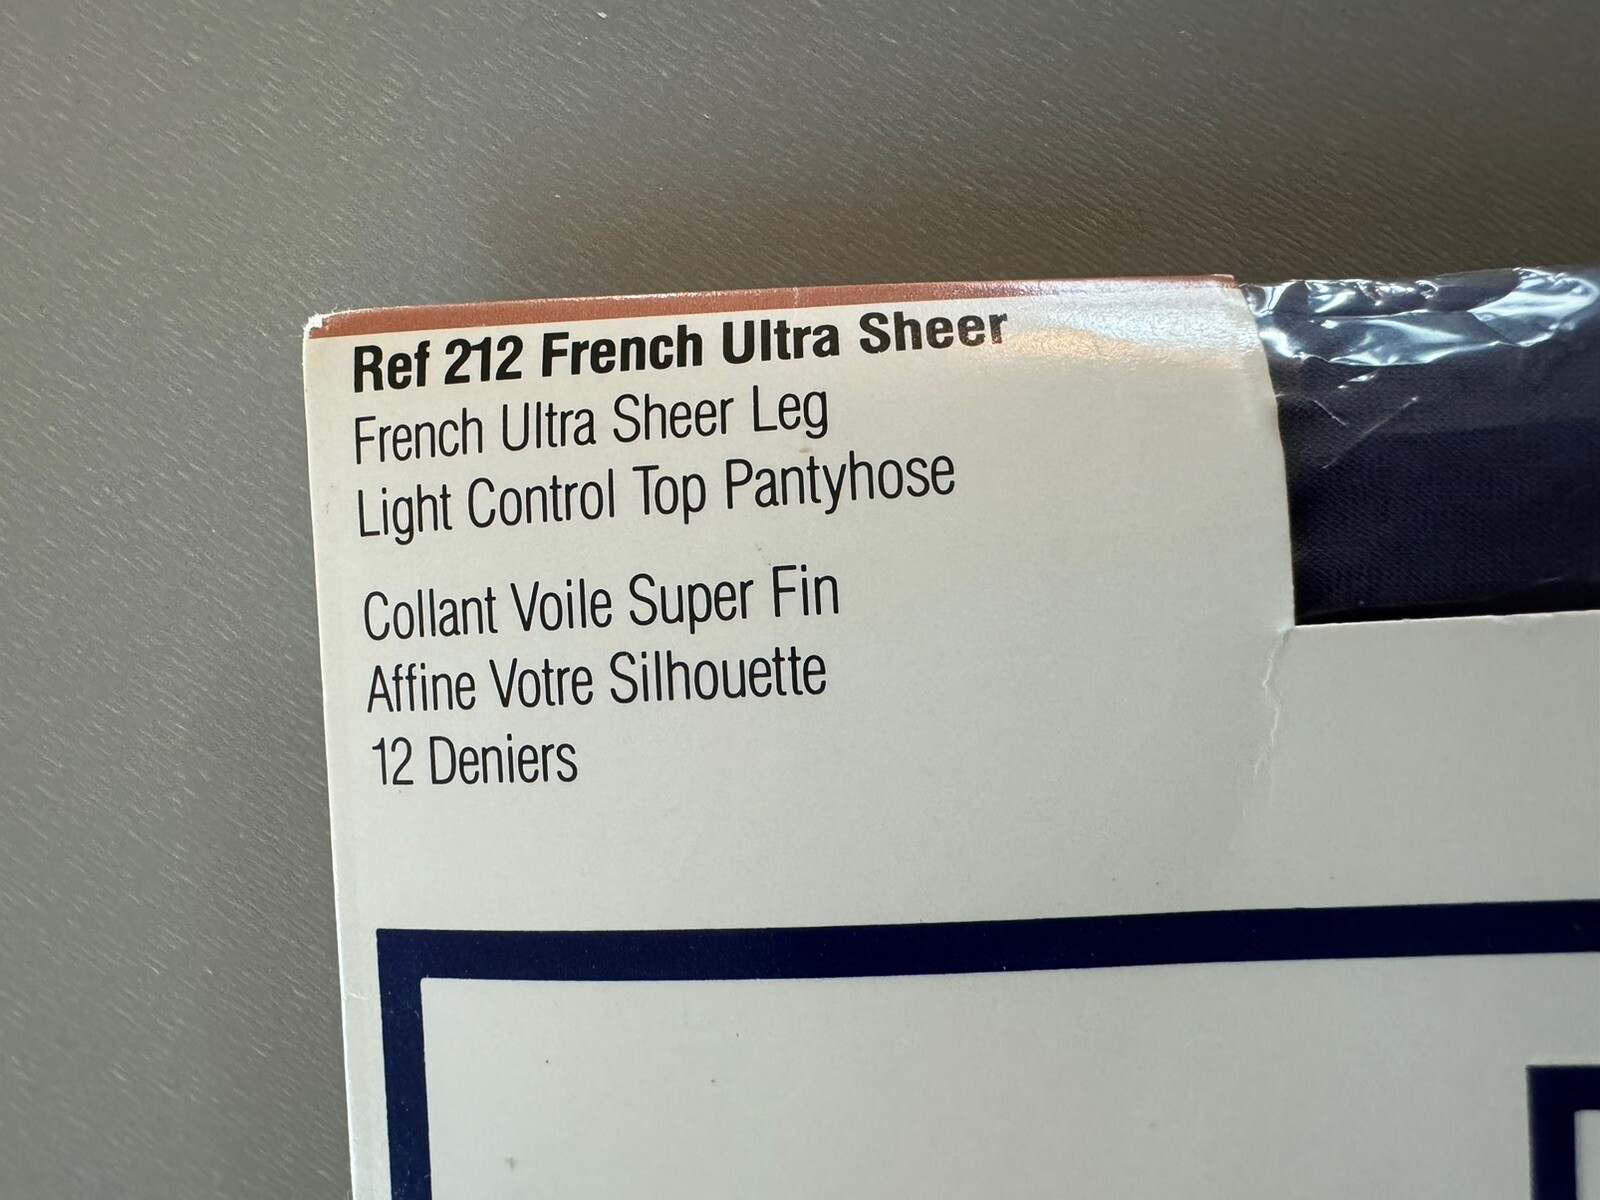 Ref 212 French Ultra Sheer
French Ultra Sheer Leg
Light Control Top Pantyhose
Collant Voile Super Fin
Affine Votre Silhouette
12 Deniers